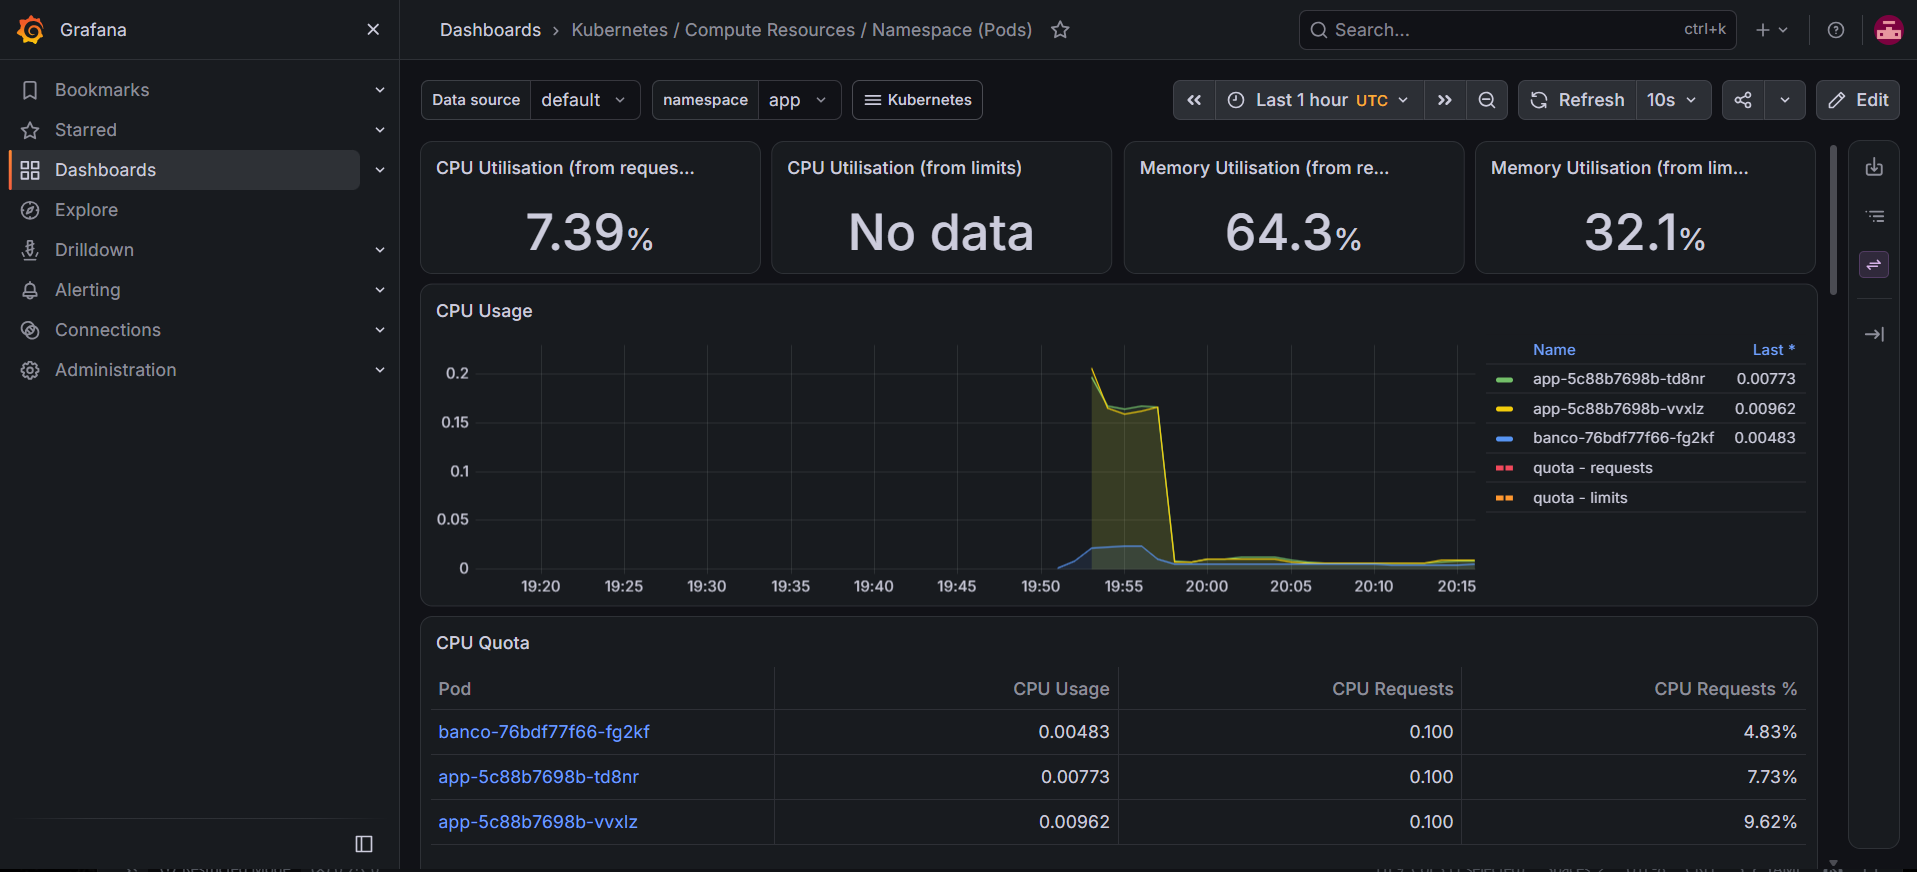 Grafana
Dashboards › Kubernetes / Compute Resources / Namespace (Pods)
Search...
ctrl+k
Bookmarks
Starred
Dashboards
Explore
Drilldown
Alerting
Connections
Administration
Data source
default
namespace
app
Kubernetes
Last 1 hour UTC
Refresh
10s
Edit
CPU Utilisation (from reques...
7.39%
CPU Utilisation (from limits)
No data
Memory Utilisation (from re...
64.3%
Memory Utilisation (from lim...
32.1%
CPU Usage
0.2
0.15
0.1
0.05
0
19:20 19:25 19:30 19:35 19:40 19:45 19:50 19:55 20:00 20:05 20:10 20:15
Name Last *
app-5c88b7698b-td8nr 0.00773
app-5c88b7698b-vvxlz 0.00962
banco-76bdf77f66-fg2kf 0.00483
quota - requests
quota - limits
CPU Quota
Pod CPU Usage CPU Requests CPU Requests %
banco-76bdf77f66-fg2kf 0.00483 0.100 4.83%
app-5c88b7698b-td8nr 0.00773 0.100 7.73%
app-5c88b7698b-vvxlz 0.00962 0.100 9.62%